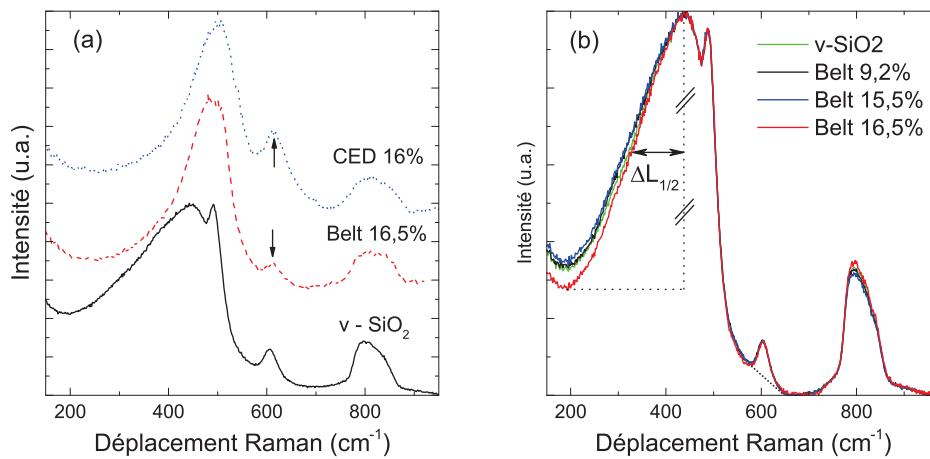 (a)
CED 16%
Belt 16,5%
v - SiO2
Intensité (u.a.)
200 400 600 800
Déplacement Raman (cm-1)
(b)
v-SiO2
Belt 9,2%
Belt 15,5%
Belt 16,5%
ΔL1/2
Intensité (u.a.)
200 400 600 800
Déplacement Raman (cm-1)